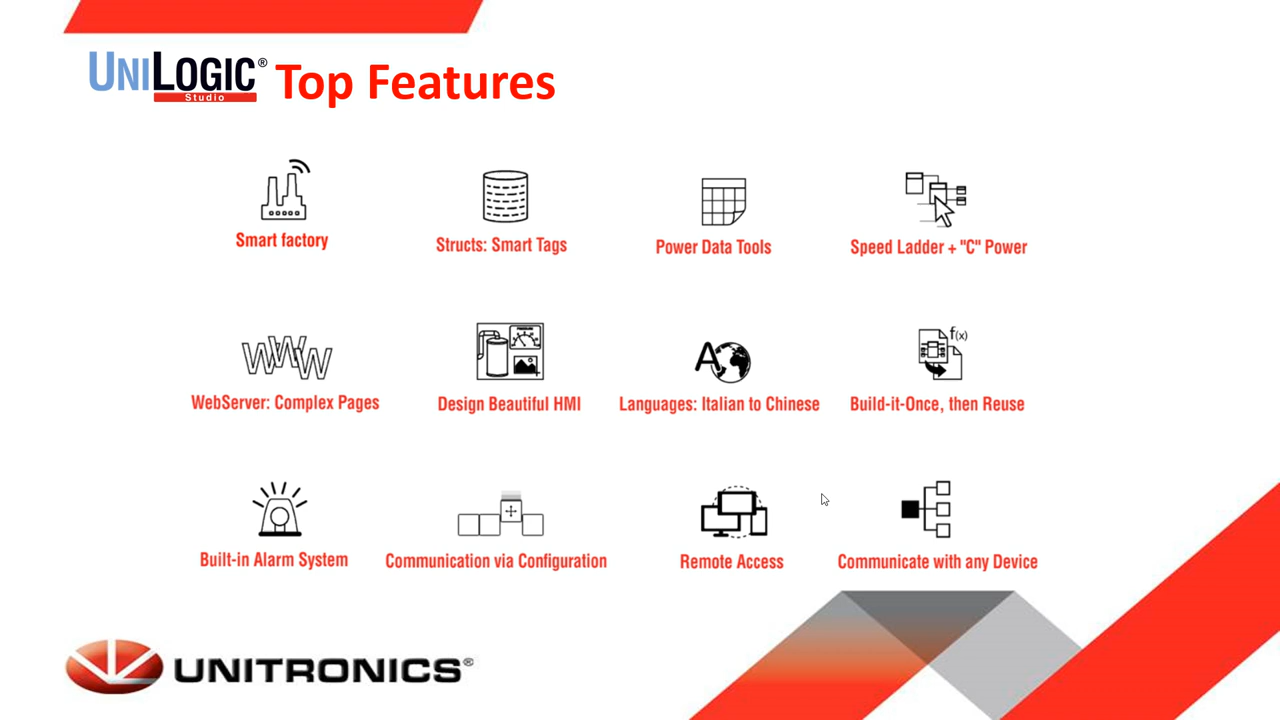 UNILOGIC® Top Features
Studio
Smart factory
Structs: Smart Tags
Power Data Tools
Speed Ladder + "C" Power
WWW
PRESSURE
A
f(x)
WebServer: Complex Pages
Design Beautiful HMI
Languages: Italian to Chinese
Build-it-Once, then Reuse
Built-in Alarm System
Communication via Configuration
Remote Access
Communicate with any Device
UNITRONICS®